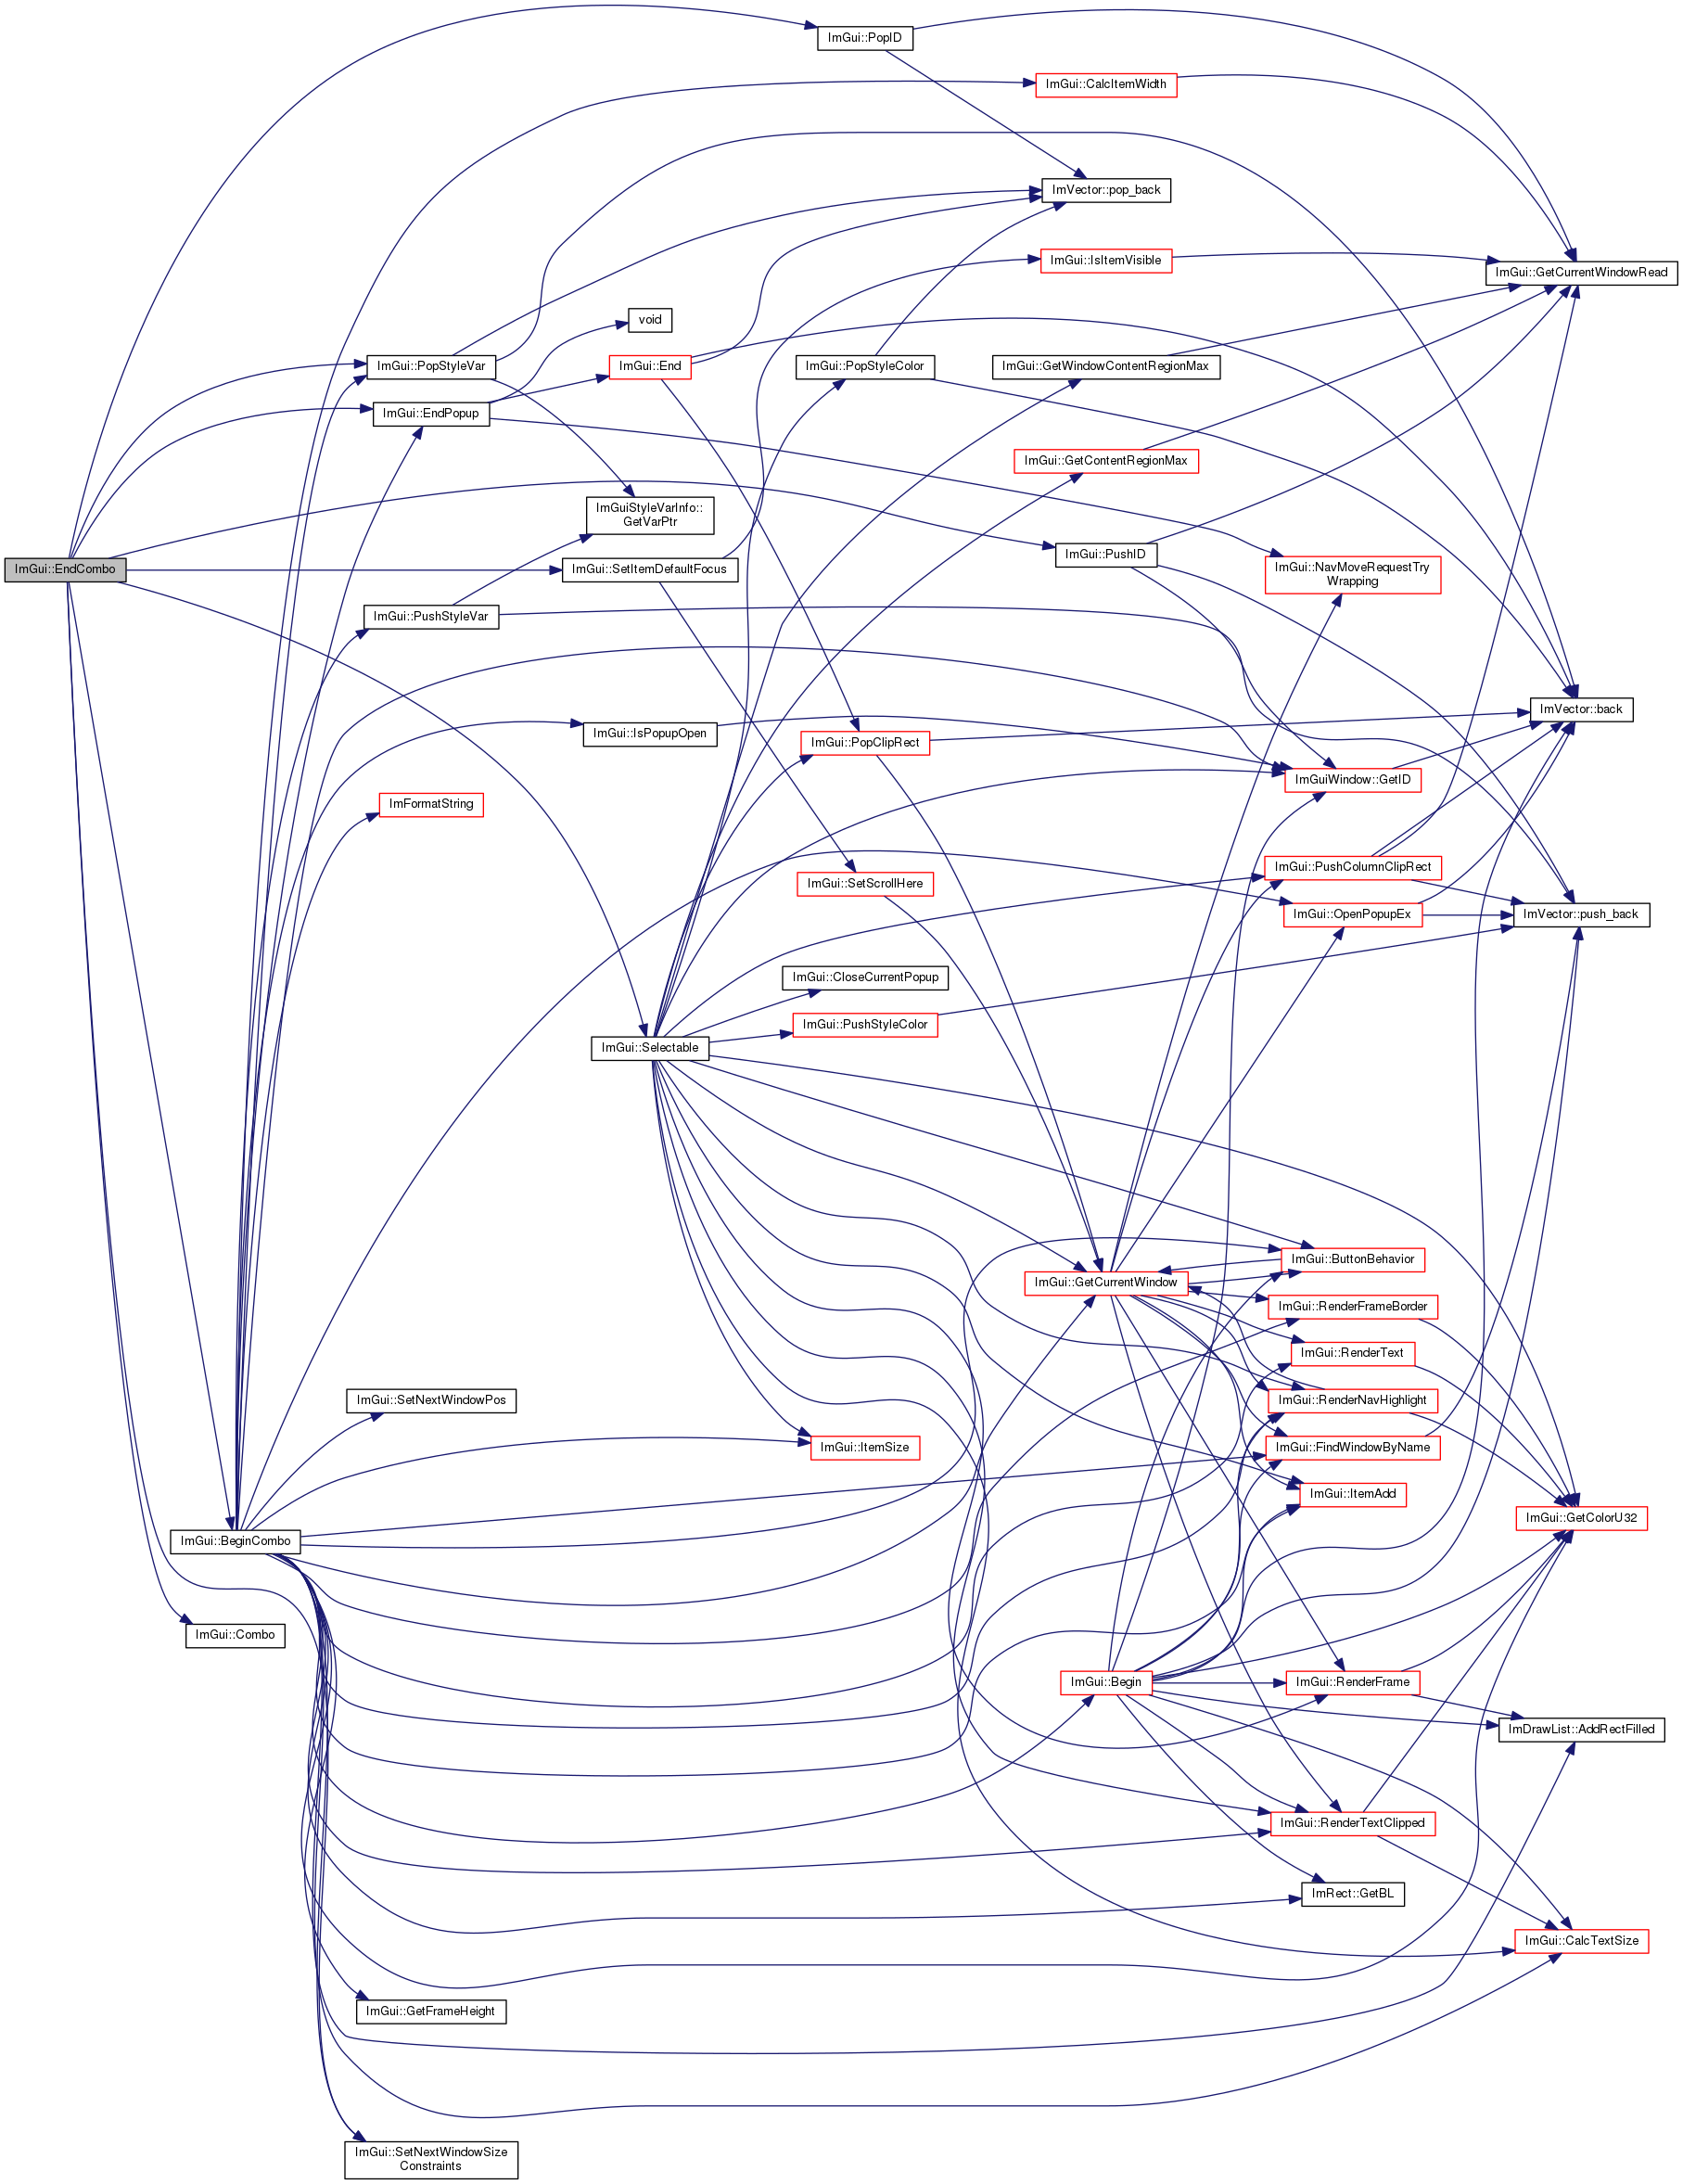 ImGui::PopID
ImGui::CalcItemWidth
ImVector::pop_back
ImGui::IsItemVisible
ImGui::GetCurrentWindowRead
void
ImGui::PopStyleVar
ImGui::End
ImGui::PopStyleColor
ImGui::GetWindowContentRegionMax
ImGui::EndPopup
ImGui::GetContentRegionMax
ImGuiStyleVarInfo::
GetVarPtr
ImGui::PushID
ImGui::EndCombo
ImGui::SetItemDefaultFocus
ImGui::NavMoveRequestTry
Wrapping
ImGui::PushStyleVar
ImVector::back
ImGui::IsPopupOpen
ImGui::PopClipRect
ImGuiWindow::GetID
ImFormatString
ImGui::PushColumnClipRect
ImGui::SetScrollHere
ImGui::OpenPopupEx
ImVector::push_back
ImGui::CloseCurrentPopup
ImGui::PushStyleColor
ImGui::Selectable
ImGui::ButtonBehavior
ImGui::GetCurrentWindow
ImGui::RenderFrameBorder
ImGui::RenderText
ImGui::SetNextWindowPos
ImGui::RenderNavHighlight
ImGui::ItemSize
ImGui::FindWindowByName
ImGui::ItemAdd
ImGui::GetColorU32
ImGui::BeginCombo
ImGui::Combo
ImGui::Begin
ImGui::RenderFrame
ImDrawList::AddRectFilled
ImGui::RenderTextClipped
ImRect::GetBL
ImGui::CalcTextSize
ImGui::GetFrameHeight
ImGui::SetNextWindowSize
Constraints